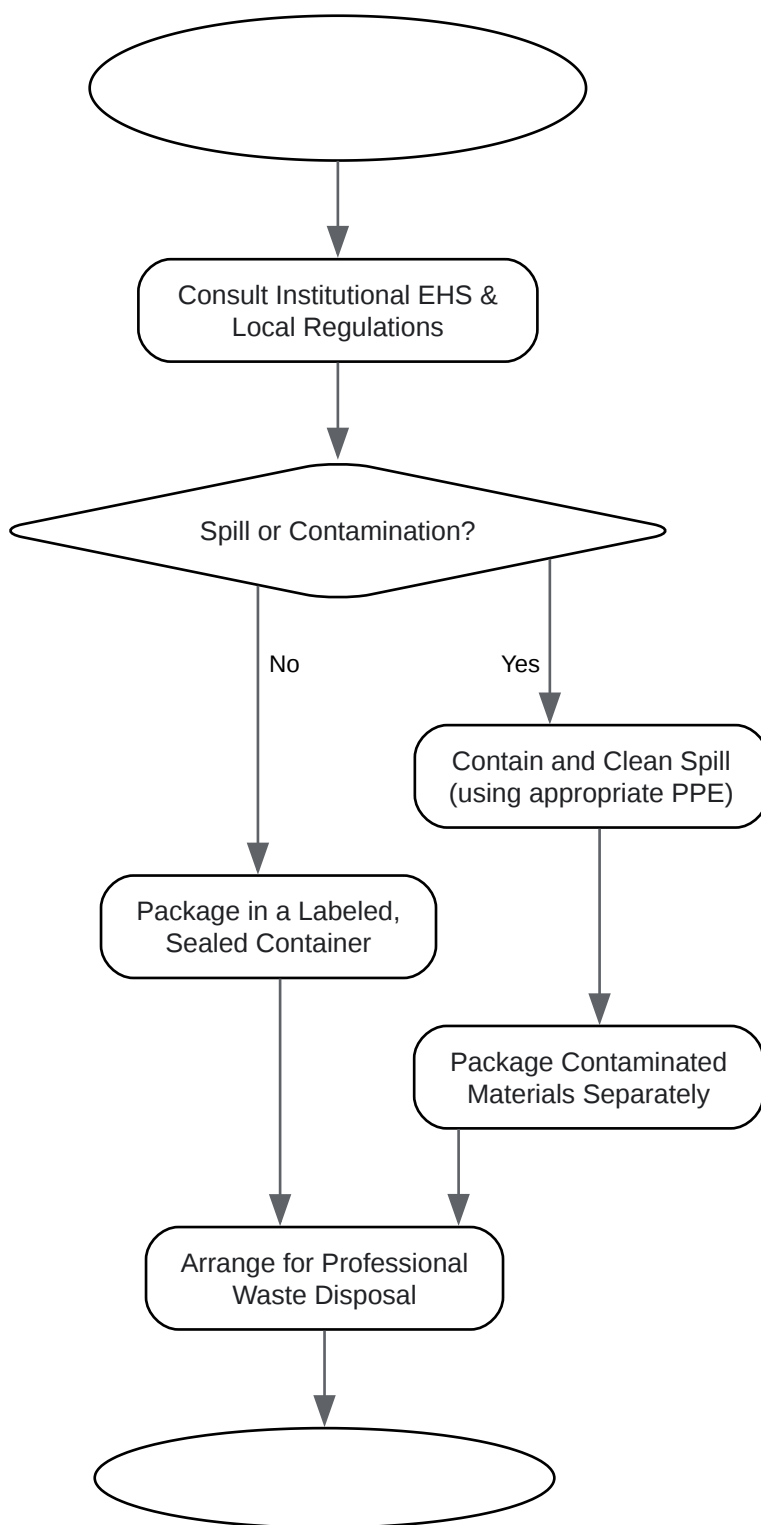 Consult Institutional EHS &
Local Regulations
Spill or Contamination?
No
Yes
Contain and Clean Spill
(using appropriate PPE)
Package in a Labeled,
Sealed Container
Package Contaminated
Materials Separately
Arrange for Professional
Waste Disposal